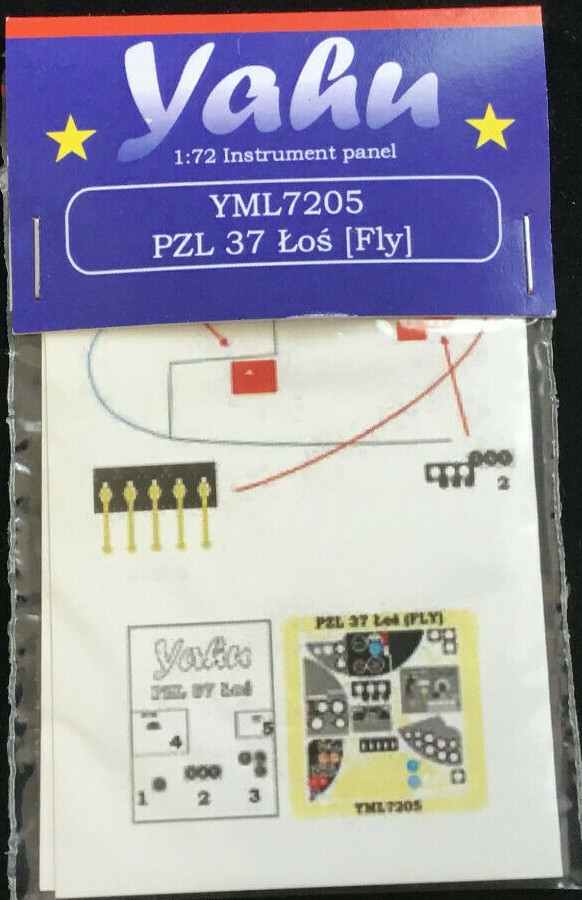 Yahu
1:72 Instrument panel
YML7205
PZL 37 Łoś [Fly]
2
PZL 37 Łoś (FLY)
Yahu
PZL 37 Łoś
4
5
1
2
3
YML7205